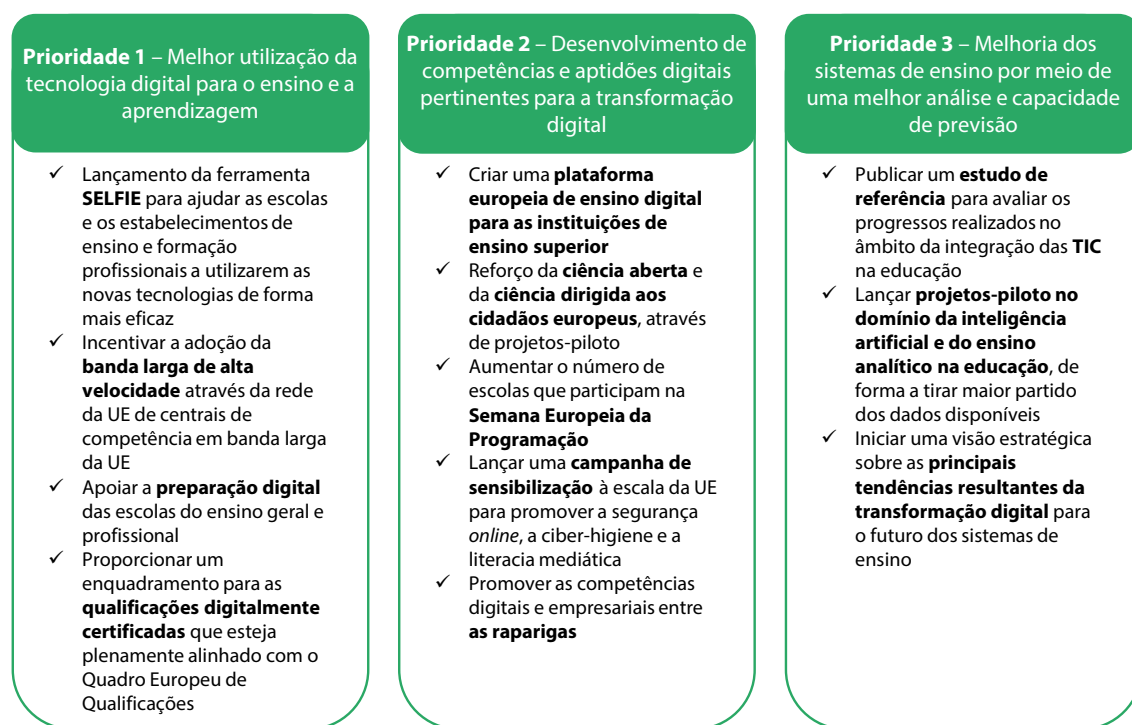 Prioridade 1 – Melhor utilização da
tecnologia digital para o ensino e a
aprendizagem
✓ Lançamento da ferramenta
SELFIE para ajudar as escolas
e os estabelecimentos de
ensino e formação
profissionais a utilizarem as
novas tecnologias de forma
mais eficaz
✓ Incentivar a adoção da
banda larga de alta
velocidade através da rede
da UE de centrais de
competência em banda larga
da UE
✓ Apoiar a preparação digital
das escolas do ensino geral e
profissional
✓ Proporcionar um
enquadramento para as
qualificações digitalmente
certificadas que esteja
plenamente alinhado com o
Quadro Europeu de
Qualificações
Prioridade 2 – Desenvolvimento de
competências e aptidões digitais
pertinentes para a transformação
digital
✓ Criar uma plataforma
europeia de ensino digital
para as instituições de
ensino superior
✓ Reforço da ciência aberta e
da ciência dirigida aos
cidadãos europeus, através
de projetos-piloto
✓ Aumentar o número de
escolas que participam na
Semana Europeia da
Programação
✓ Lançar uma campanha de
sensibilização à escala da UE
para promover a segurança
online, a ciber-higiene e a
literacia mediática
✓ Promover as competências
digitais e empresariais entre
as raparigas
Prioridade 3 – Melhoria dos
sistemas de ensino por meio de
uma melhor análise e capacidade
de previsão
✓ Publicar um estudo de
referência para avaliar os
progressos realizados no
âmbito da integração das TIC
na educação
✓ Lançar projetos-piloto no
domínio da inteligência
artificial e do ensino
analítico na educação, de
forma a tirar maior partido
dos dados disponíveis
✓ Iniciar uma visão estratégica
sobre as principais
tendências resultantes da
transformação digital para
o futuro dos sistemas de
ensino